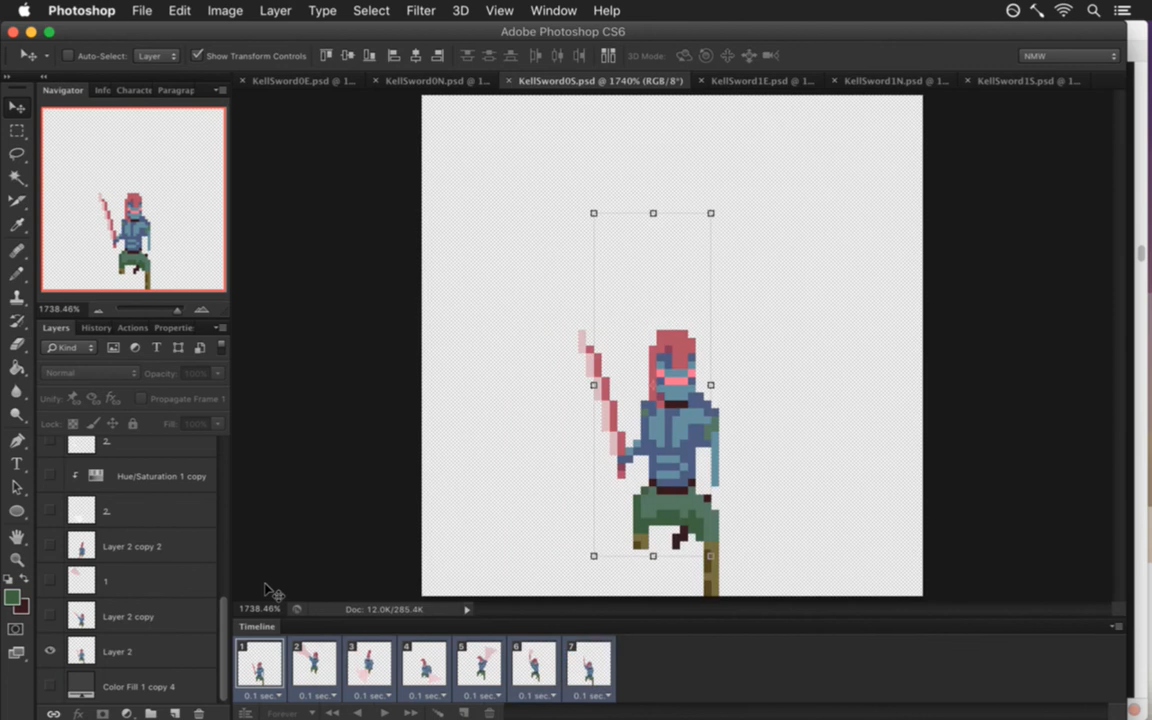 Photoshop File Edit Image Layer Type Select Filter 3D View Window Help
Adobe Photoshop CS6
Auto-Select: Layer Show Transform Controls 3D Mode: NMW
KellSword0E.psd @ 1... KellSword0N.psd @ 1... KellSword0S.psd @ 1740% (RGB/8*) KellSword1E.psd @ 1... KellSword1N.psd @ 1... KellSword1S.psd @ 1...
Navigator Info Characte Paragrap
1738.46%
Layers History Actions Propertie
Kind
Normal Opacity: 100%
Unify: Propagate Frame 1
Lock: Fill: 100%
2.
Hue/Saturation 1 copy
2.
Layer 2 copy 2
1
Layer 2 copy
Layer 2
Color Fill 1 copy 4
1738.46% Doc: 12.0K/285.4K
Timeline
1 2 3 4 5 6 7
0.1 sec. 0.1 sec. 0.1 sec. 0.1 sec. 0.1 sec. 0.1 sec. 0.1 sec.
Forever